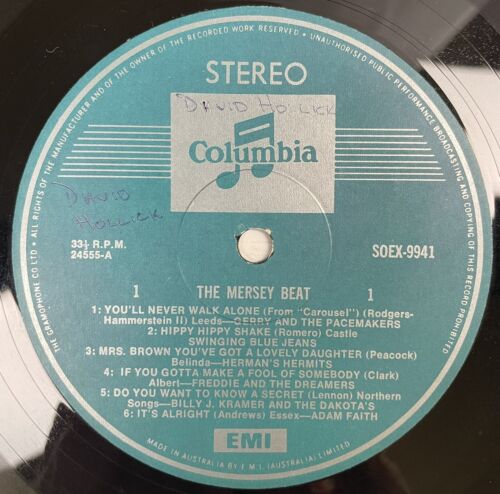 ALL RIGHTS OF THE MANUFACTURER AND OF THE OWNER OF THE RECORDED WORK RESERVED • UNAUTHORISED PUBLIC PERFORMANCE BROADCASTING AND COPYING OF THIS RECORD PROHIBITED
THE GRAMOPHONE CO LTD •
STEREO
DAVID HOLLICK
Columbia
DAVID
HOLLICK
33⅓ R.P.M.
24555-A
SOEX-9941
1 THE MERSEY BEAT 1
1: YOU'LL NEVER WALK ALONE (From "Carousel") (Rodgers-
Hammerstein II) Leeds—GERRY AND THE PACEMAKERS
2: HIPPY HIPPY SHAKE (Romero) Castle
SWINGING BLUE JEANS
3: MRS. BROWN YOU'VE GOT A LOVELY DAUGHTER (Peacock)
Belinda—HERMAN'S HERMITS
4: IF YOU GOTTA MAKE A FOOL OF SOMEBODY (Clark)
Albert—FREDDIE AND THE DREAMERS
5: DO YOU WANT TO KNOW A SECRET (Lennon) Northern
Songs—BILLY J. KRAMER AND THE DAKOTA'S
6: IT'S ALRIGHT (Andrews) Essex—ADAM FAITH
EMI
MADE IN AUSTRALIA BY E.M.I. (AUSTRALIA) LIMITED